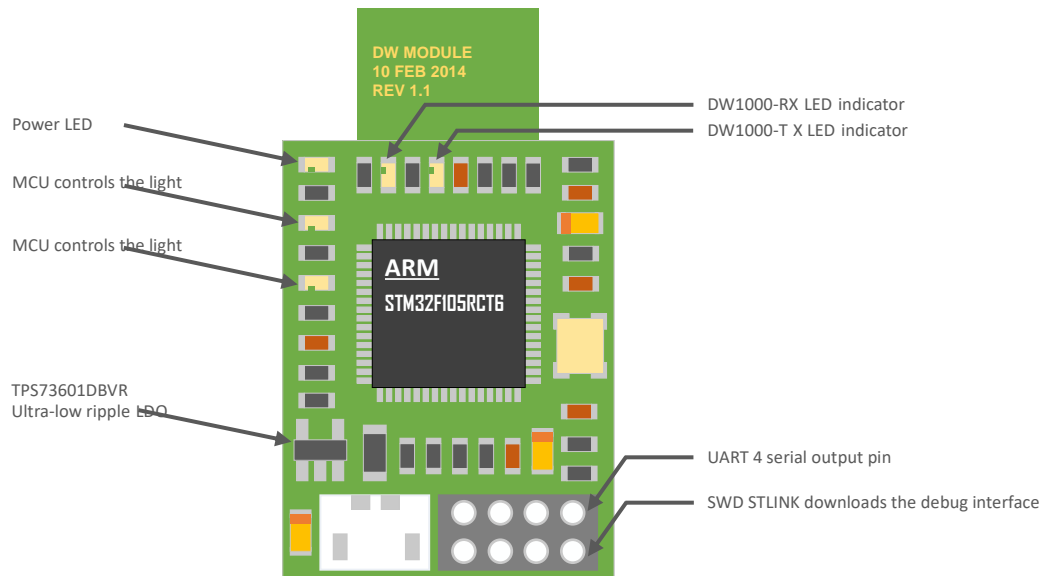 DW MODULE
10 FEB 2014
REV 1.1
DW1000-RX LED indicator
DW1000-T X LED indicator
Power LED
MCU controls the light
MCU controls the light
ARM
STM32F105RCT6
TPS73601DBVR
Ultra-low ripple LDO
UART 4 serial output pin
SWD STLINK downloads the debug interface